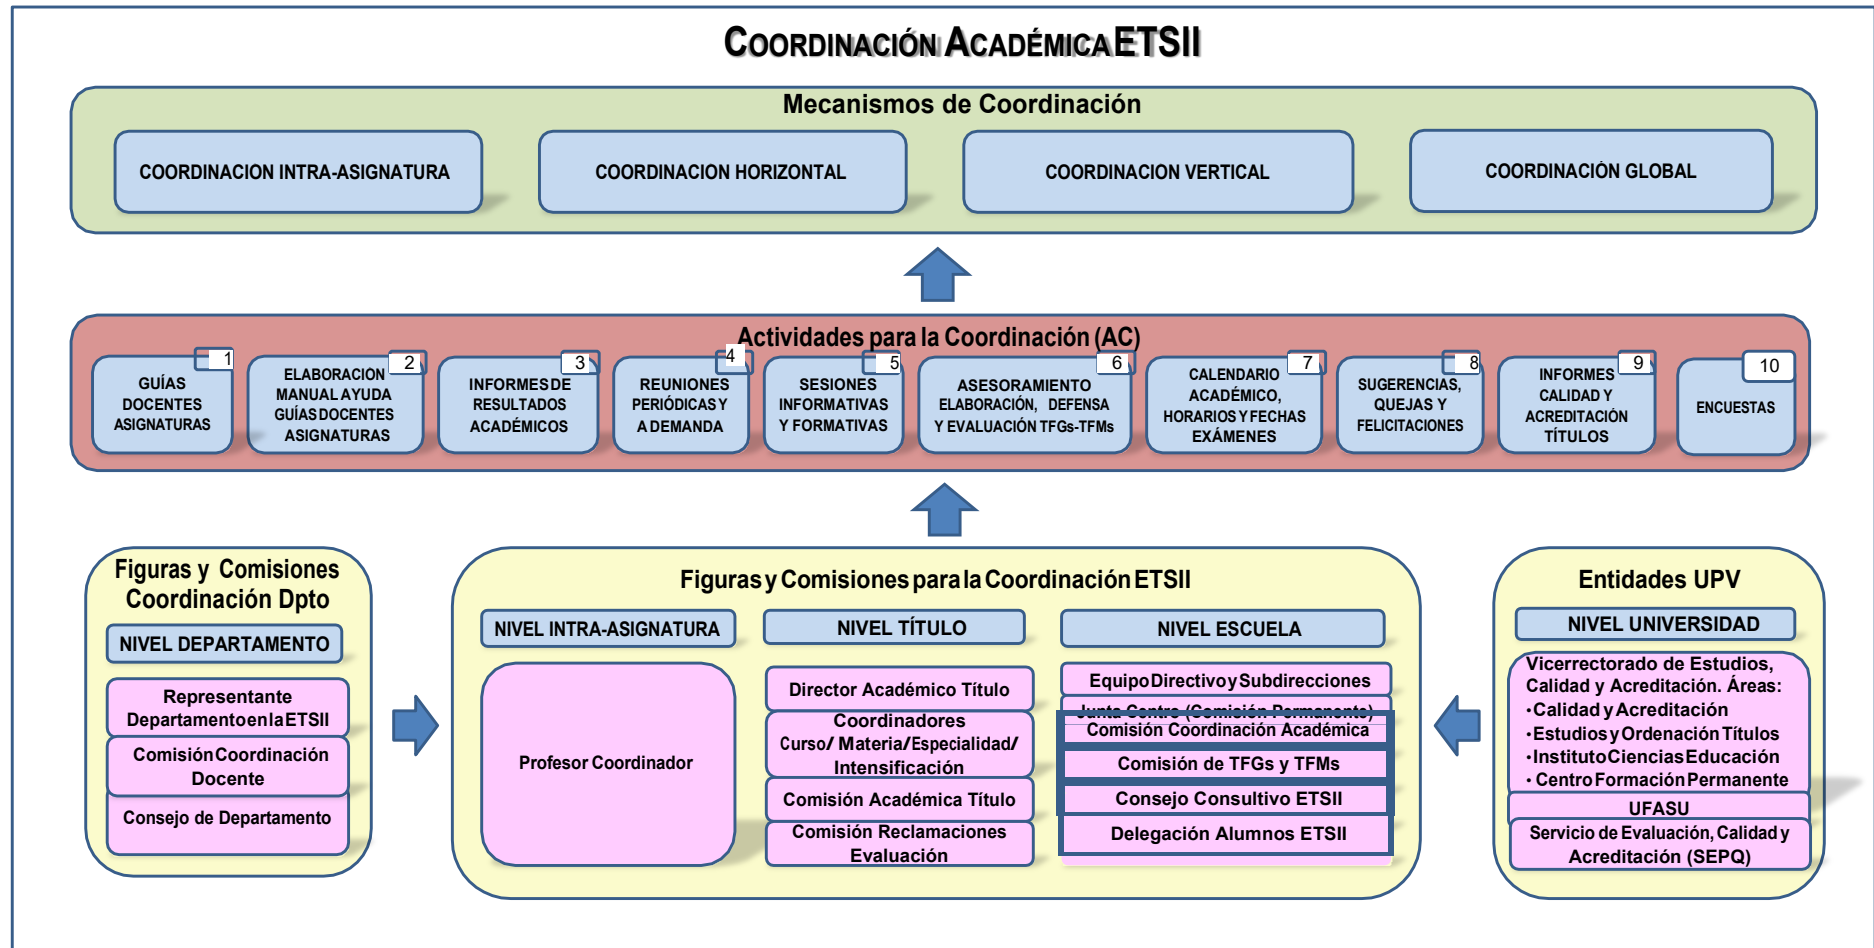 COORDINACIÓN ACADÉMICA ETSII
Mecanismos de Coordinación
COORDINACION INTRA-ASIGNATURA
COORDINACION HORIZONTAL
COORDINACION VERTICAL
COORDINACIÓN GLOBAL
Actividades para la Coordinación (AC)
1
GUÍAS
DOCENTES
ASIGNATURAS
2
ELABORACIÓN
MANUAL AYUDA
GUÍAS DOCENTES
ASIGNATURAS
3
INFORMES DE
RESULTADOS
ACADÉMICOS
4
REUNIONES
PERIÓDICAS Y
A DEMANDA
5
SESIONES
INFORMATIVAS
Y FORMATIVAS
6
ASESORAMIENTO
ELABORACIÓN, DEFENSA
Y EVALUACIÓN TFGs-TFMs
7
CALENDARIO
ACADÉMICO,
HORARIOS Y FECHAS
EXÁMENES
8
SUGERENCIAS,
QUEJAS Y
FELICITACIONES
9
INFORMES
CALIDAD Y
ACREDITACIÓN
TÍTULOS
10
ENCUESTAS
Figuras y Comisiones
Coordinación Dpto
NIVEL DEPARTAMENTO
Representante
Departamento en la ETSII
Comisión Coordinación
Docente
Consejo de Departamento
Figuras y Comisiones para la Coordinación ETSII
NIVEL INTRA-ASIGNATURA
Profesor Coordinador
NIVEL TÍTULO
Director Académico Título
Coordinadores
Curso/ Materia/Especialidad/
Intensificación
Comisión Académica Título
Comisión Reclamaciones
Evaluación
NIVEL ESCUELA
Equipo Directivo y Subdirecciones
Junta Centro (Comisión Permanente)
Comisión Coordinación Académica
Comisión de TFGs y TFMs
Consejo Consultivo ETSII
Delegación Alumnos ETSII
Entidades UPV
NIVEL UNIVERSIDAD
Vicerrectorado de Estudios,
Calidad y Acreditación. Áreas:
• Calidad y Acreditación
• Estudios y Ordenación Títulos
• Instituto Ciencias Educación
• Centro Formación Permanente
UFASU
Servicio de Evaluación, Calidad y
Acreditación (SEPQ)